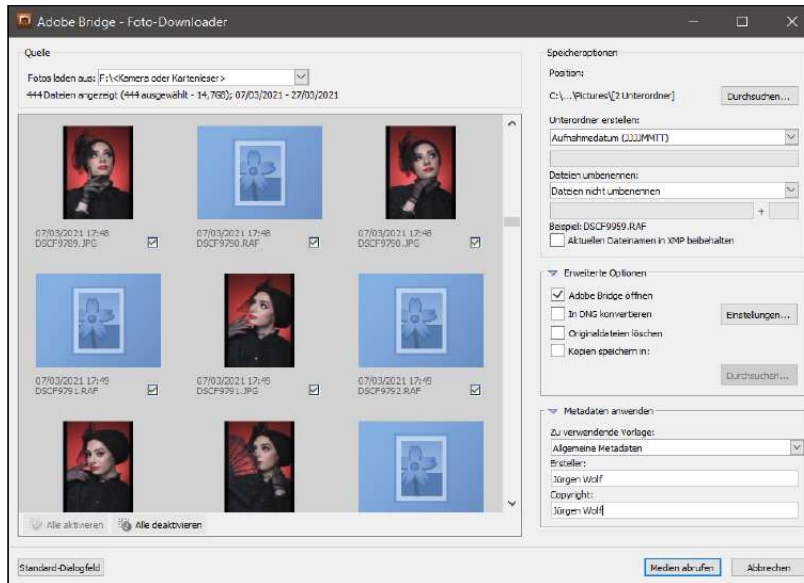 Adobe Bridge - Foto-Downloader
Quelle
Fotos laden aus: F:\<Kamera oder Kartenleser>
444 Dateien angezeigt (444 ausgewählt - 14,7GB); 07/03/2021 - 27/03/2021
07/03/2021 17:48
DSCF9789.JPG
07/03/2021 17:48
DSCF9790.RAF
07/03/2021 17:48
DSCF9790.JPG
07/03/2021 17:49
DSCF9791.RAF
07/03/2021 17:49
DSCF9791.JPG
07/03/2021 17:49
DSCF9792.RAF
Alle aktivieren
Alle deaktivieren
Standard-Dialogfeld
Speicheroptionen
Position:
C:\...\Pictures\[2 Unterordner]
Durchsuchen...
Unterordner erstellen:
Aufnahmedatum (JJJJMMTT)
Dateien umbenennen:
Dateien nicht umbenennen
+
Beispiel: DSCF9959.RAF
Aktuellen Dateinamen in XMP beibehalten
Erweiterte Optionen
Adobe Bridge öffnen
In DNG konvertieren
Einstellungen...
Originaldateien löschen
Kopien speichern in:
Durchsuchen...
Metadaten anwenden
Zu verwendende Vorlage:
Allgemeine Metadaten
Ersteller:
Jürgen Wolf
Copyright:
Jürgen Wolf
Medien abrufen
Abbrechen